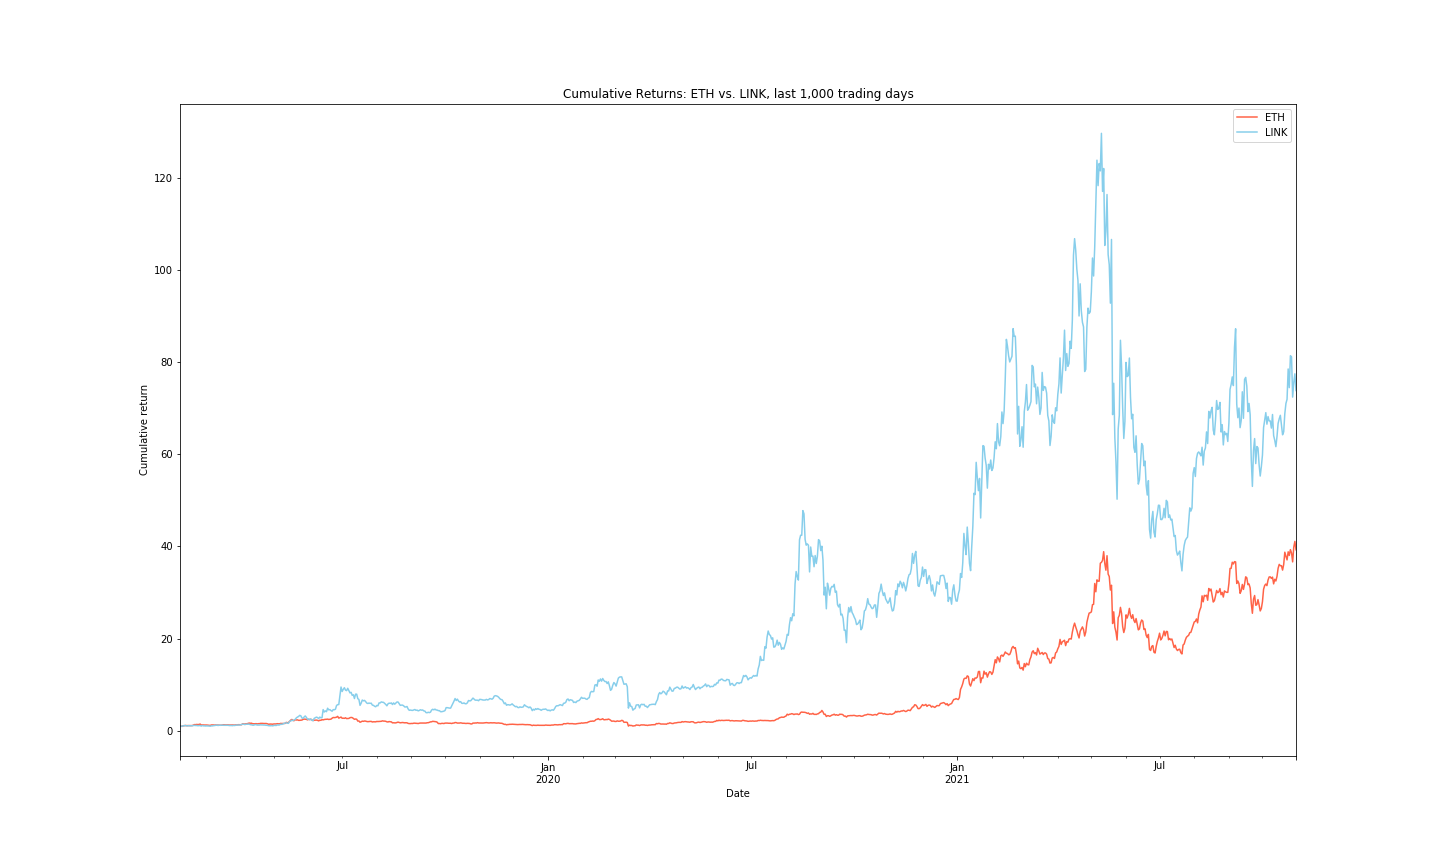 Cumulative Returns: ETH vs. LINK, last 1,000 trading days
ETH
LINK
120
100
80
60
40
20
0
Cumulative return
Jul
Jan
2020
Jul
Jan
2021
Jul
Date